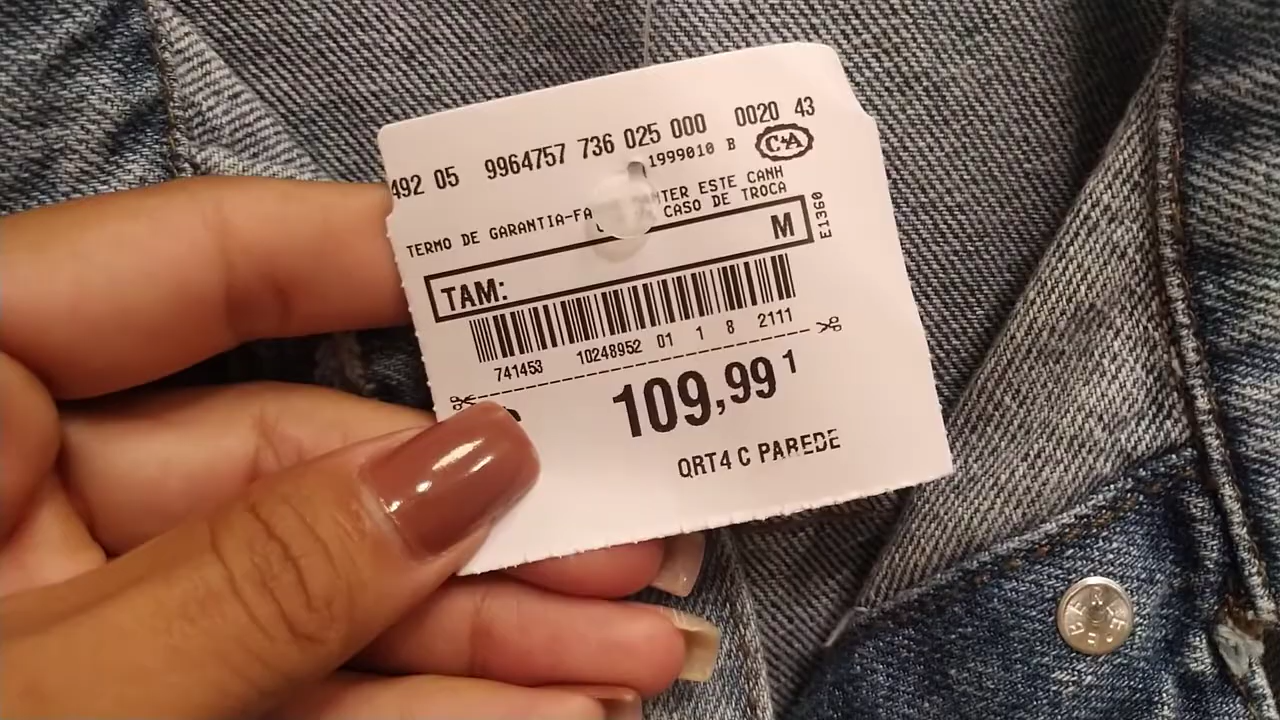 492 05 9964757 736 025 000 0020 43
1999010 B C&A
TERMO DE GARANTIA-FA NTER ESTE CANH
CASO DE TROCA
TAM: M
E1360
741453 10248952 01 1 8 2111
109,99 1
QRT4 C PAREDE